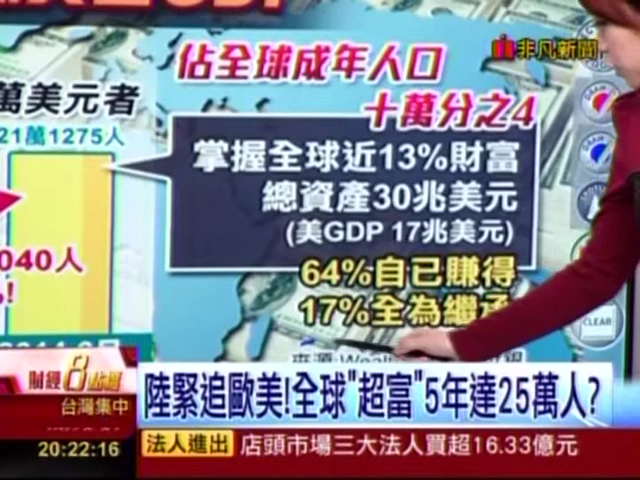 非凡新聞
佔全球成年人口
十萬分之4
萬美元者
21萬1275人
掌握全球近13%財富
總資產30兆美元
(美GDP 17兆美元)
040人
64%自已賺得
17%全為繼承
CLEAR
來源:Wealth
財經8點檔
陸緊追歐美!全球"超富"5年達25萬人?
台灣集中
20:22:16
法人進出
店頭市場三大法人買超16.33億元